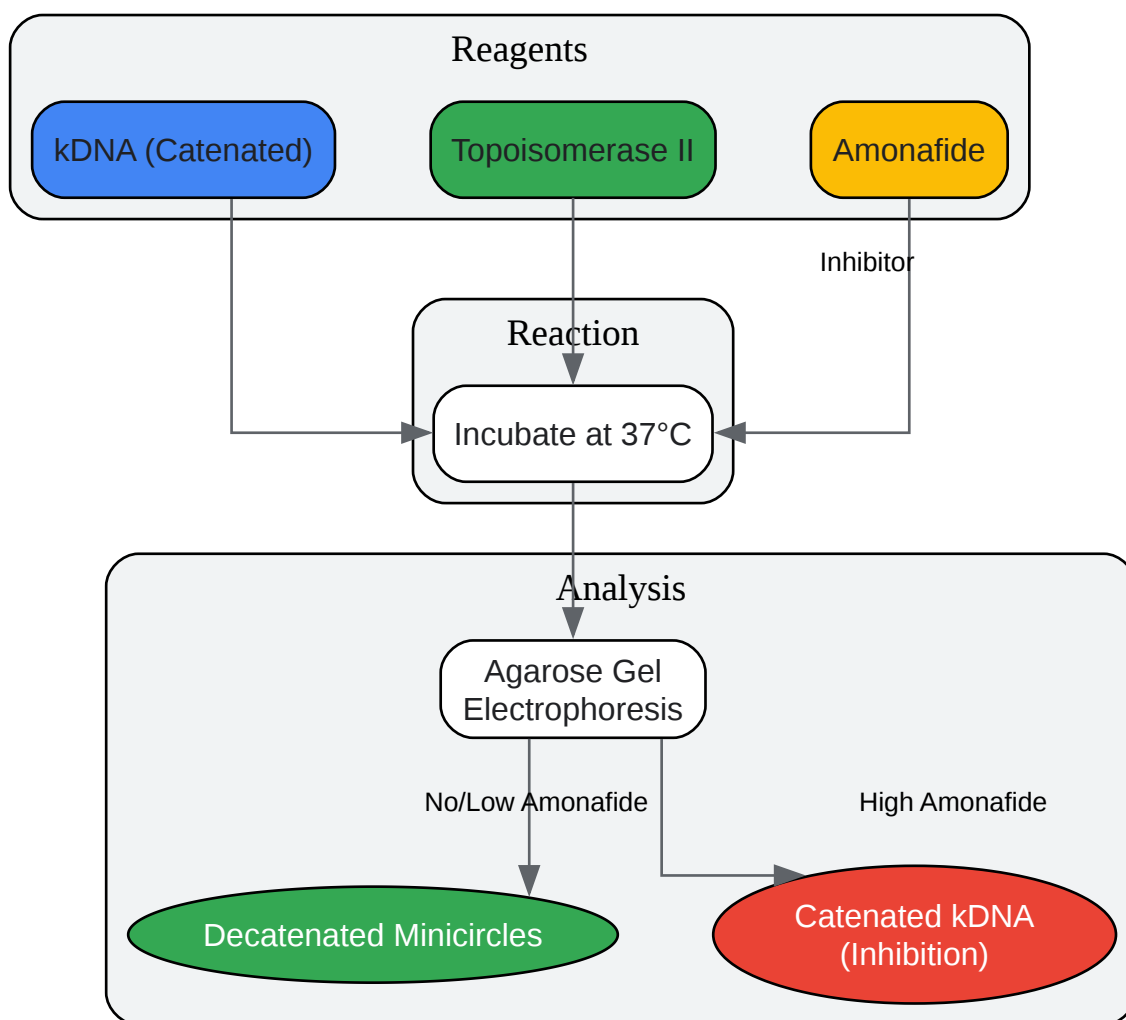 Reagents
kDNA (Catenated)
Topoisomerase II
Amonafide
Inhibitor
Reaction
Incubate at 37°C
Analysis
Agarose Gel
Electrophoresis
No/Low Amonafide
High Amonafide
Decatenated Minicircles
Catenated kDNA
(Inhibition)